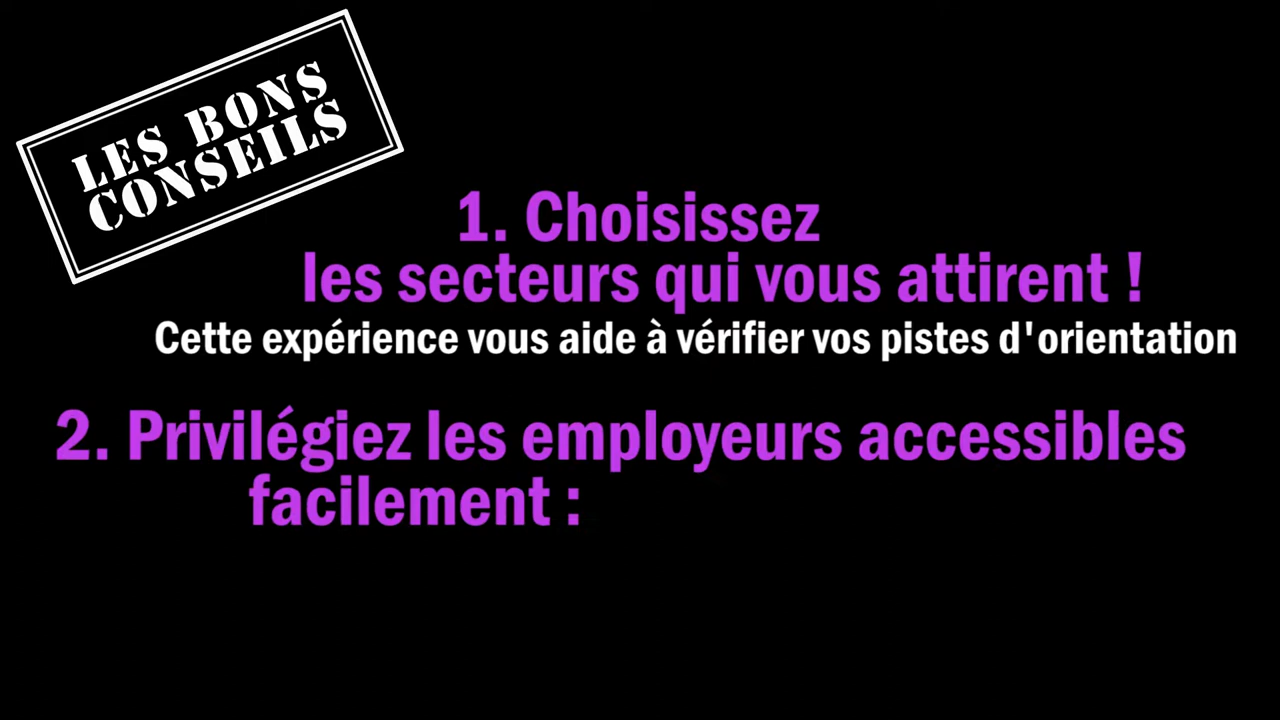 LES BONS
CONSEILS
1. Choisissez
les secteurs qui vous attirent !
Cette expérience vous aide à vérifier vos pistes d'orientation
2. Privilégiez les employeurs accessibles
facilement :